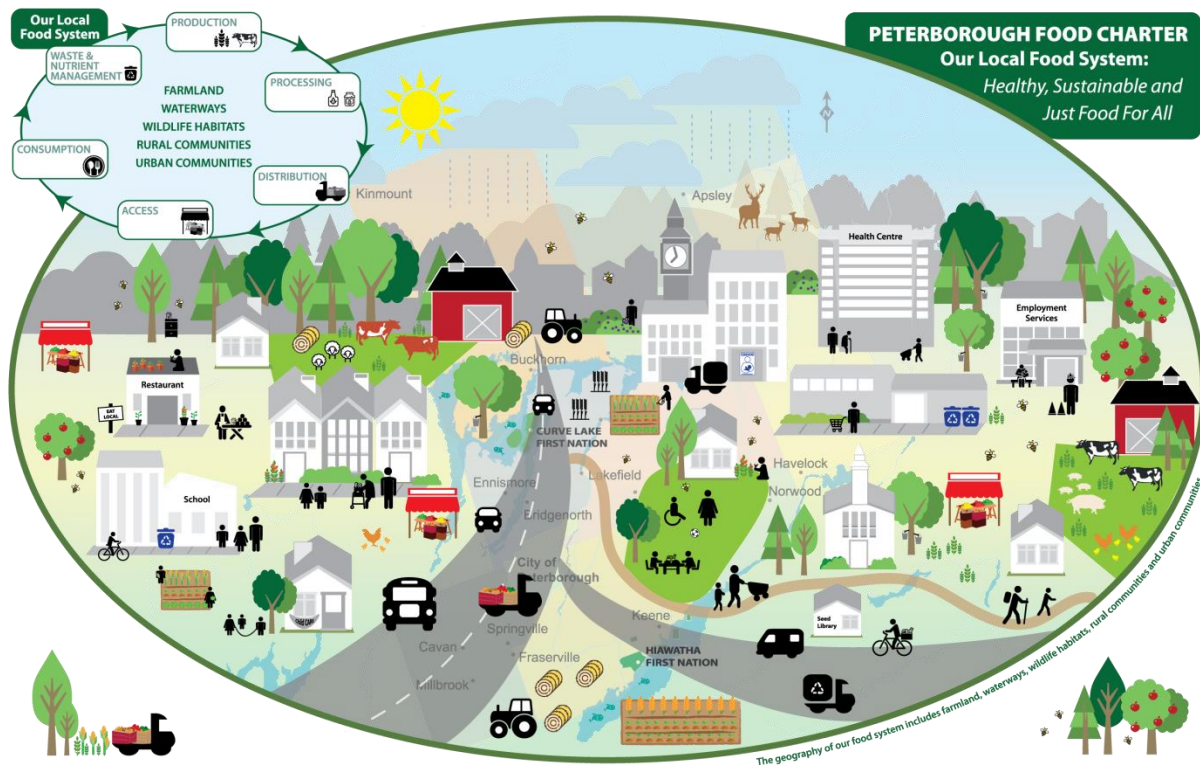 Our Local
Food System
PRODUCTION
WASTE &
NUTRIENT
MANAGEMENT
PROCESSING
FARMLAND
WATERWAYS
WILDLIFE HABITATS
RURAL COMMUNITIES
URBAN COMMUNITIES
CONSUMPTION
DISTRIBUTION
ACCESS
PETERBOROUGH FOOD CHARTER
Our Local Food System:
Healthy, Sustainable and
Just Food For All
N
Kinmount
Apsley
Health Centre
Employment
Services
Buckhorn
Restaurant
EAT
LOCAL
CURVE LAKE
FIRST NATION
Lakefield
Havelock
Ennismore
Norwood
School
Bridgenorth
City of
Peterborough
Child Care
Keene
Seed
Library
Springville
Cavan
Fraserville
HIAWATHA
FIRST NATION
Millbrook
The geography of our food system includes farmland, waterways, wildlife habitats, rural communities and urban communities